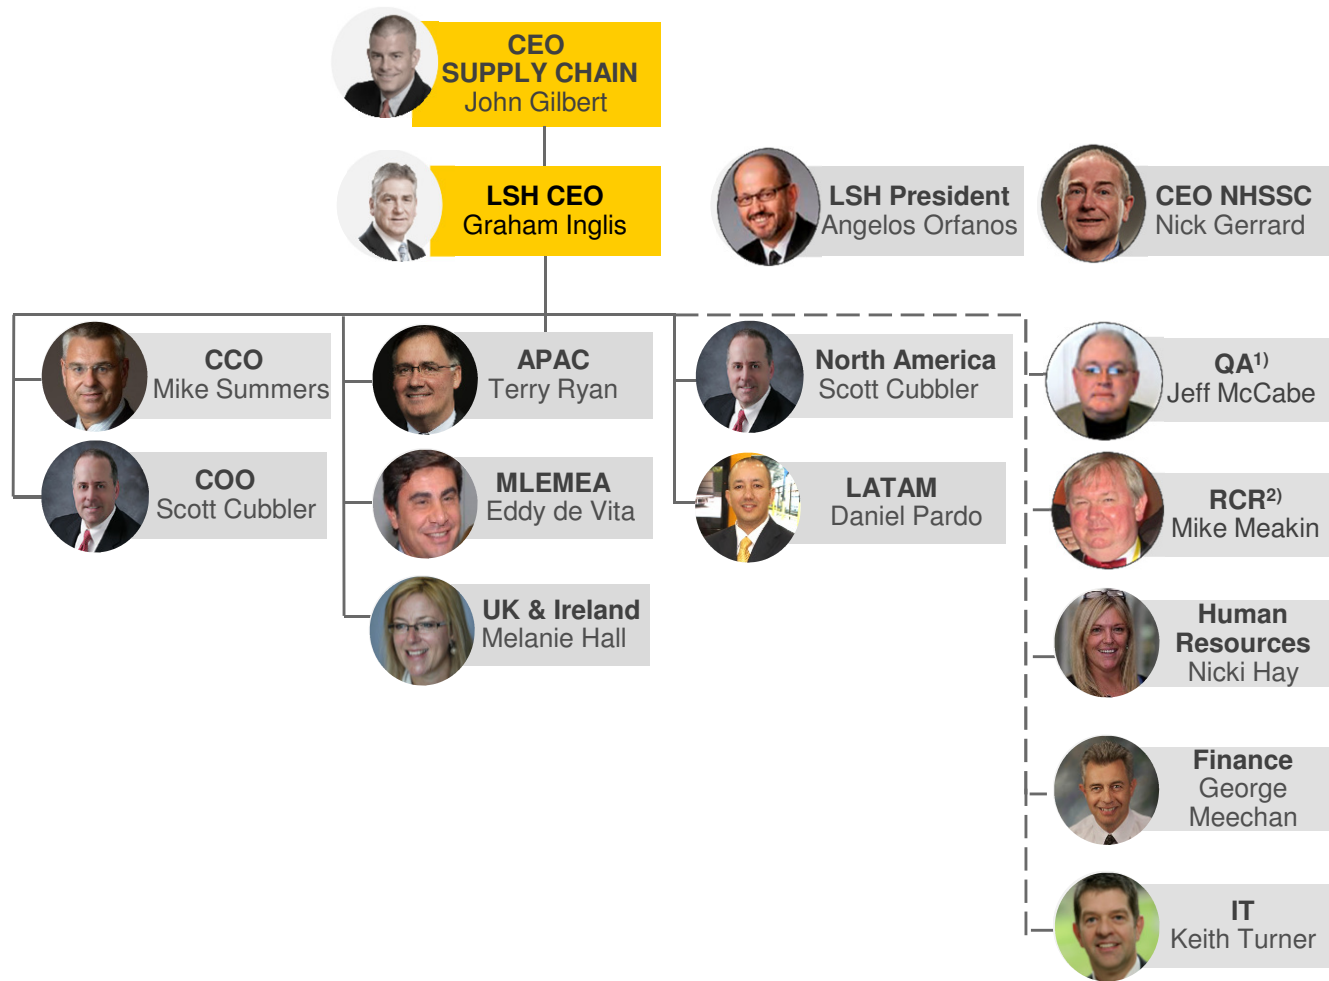 CEO
SUPPLY CHAIN
John Gilbert
LSH CEO
Graham Inglis
LSH President
Angelos Orfanos
CEO NHSSC
Nick Gerrard
CCO
Mike Summers
COO
Scott Cubbler
APAC
Terry Ryan
MLEMEA
Eddy de Vita
UK & Ireland
Melanie Hall
North America
Scott Cubbler
LATAM
Daniel Pardo
QA1)
Jeff McCabe
RCR2)
Mike Meakin
Human
Resources
Nicki Hay
Finance
George
Meechan
IT
Keith Turner